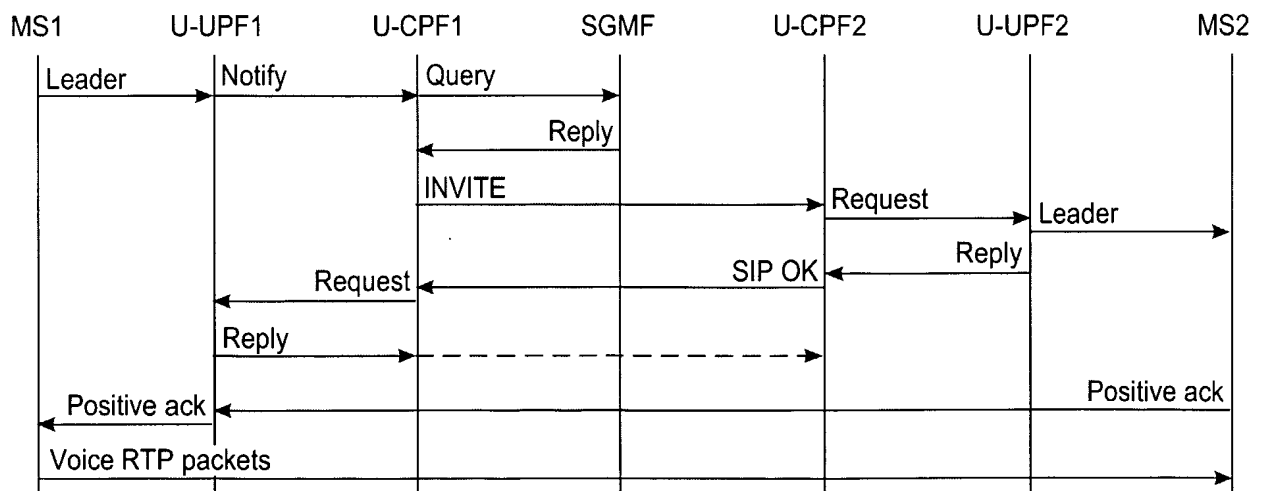 MS1 U-UPF1 U-CPF1 SGMF U-CPF2 U-UPF2 MS2
Leader Notify Query
Reply
INVITE Request Leader
Reply
SIP OK
Request
Reply
Positive ack
Positive ack
Voice RTP packets